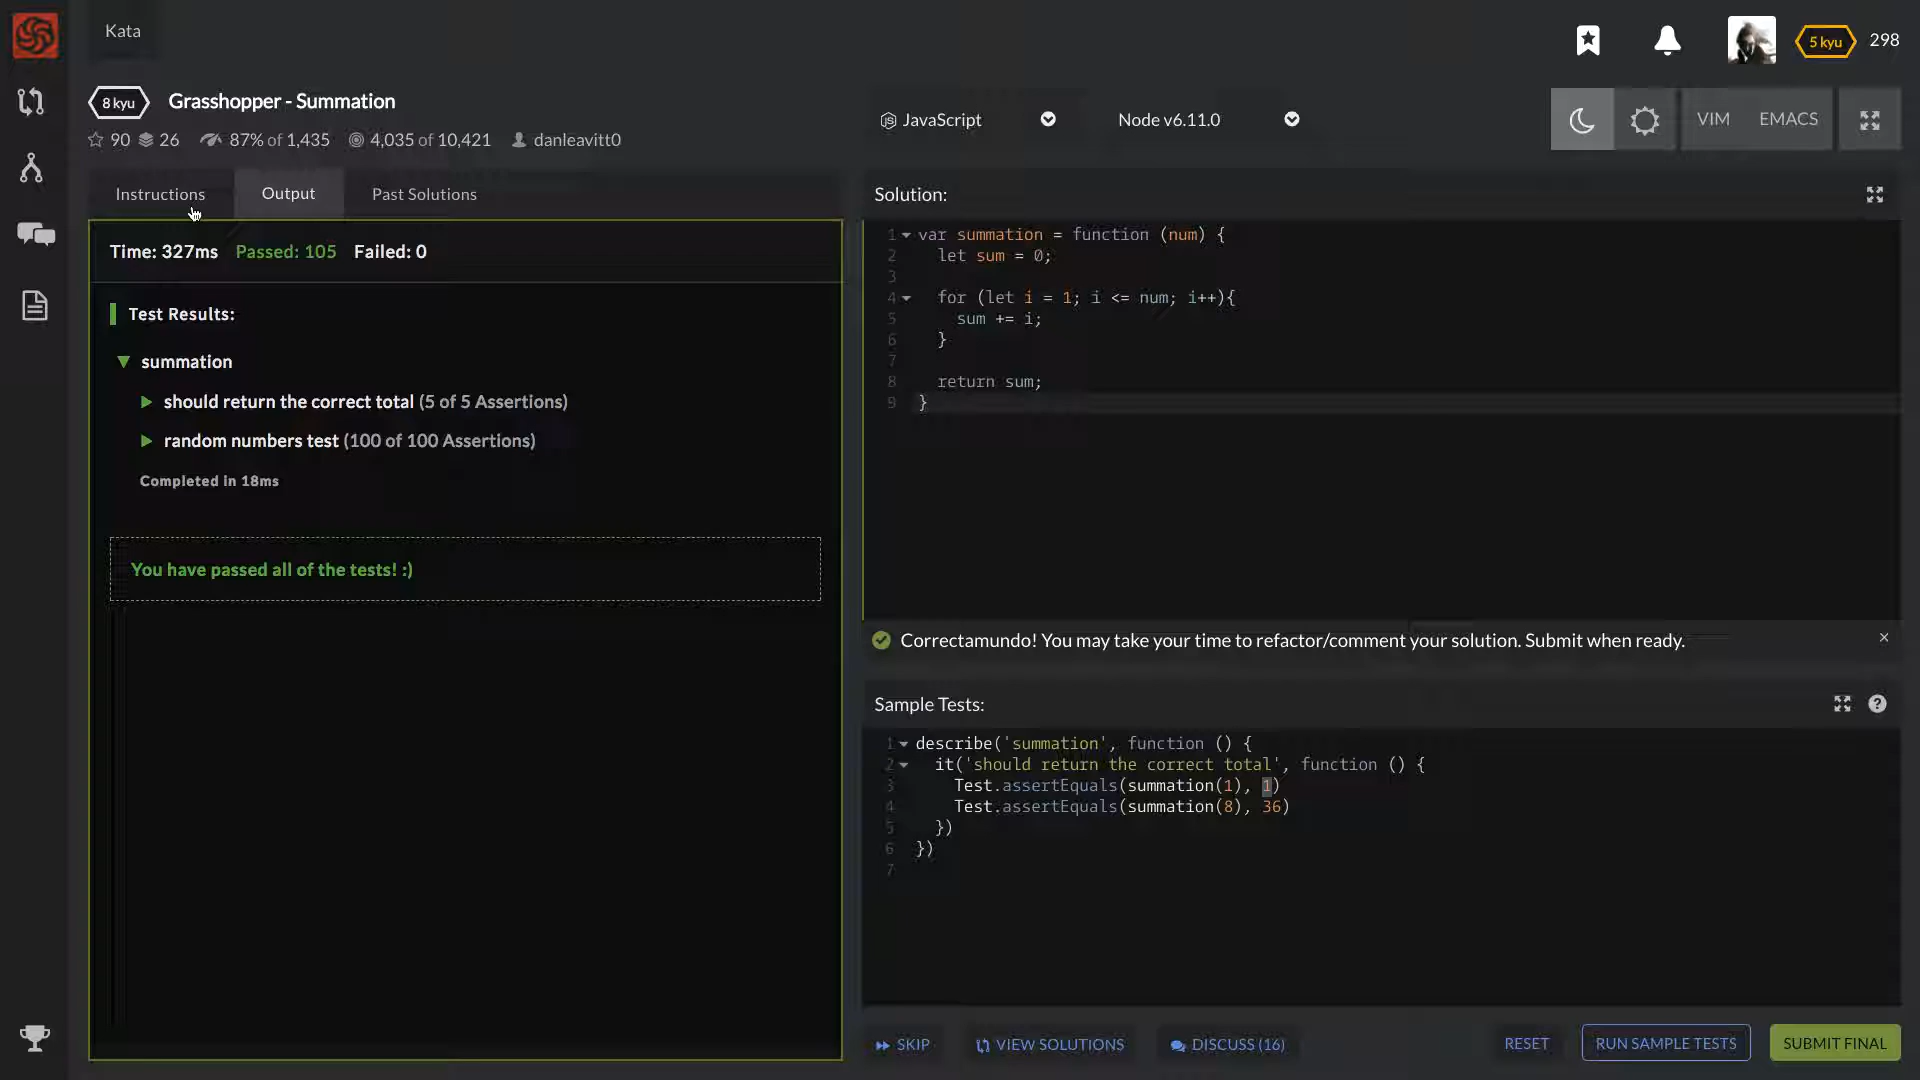 Kata
5 kyu 298
8 kyu Grasshopper - Summation
90 26 87% of 1,435 4,035 of 10,421 danleavitt0
JavaScript Node v6.11.0 VIM EMACS
Instructions Output Past Solutions
Time: 327ms Passed: 105 Failed: 0
Test Results:
summation
should return the correct total (5 of 5 Assertions)
random numbers test (100 of 100 Assertions)
Completed in 18ms
You have passed all of the tests! :)
Solution:
1 var summation = function (num) {
2 let sum = 0;
3
4 for (let i = 1; i <= num; i++){
5 sum += i;
6 }
7
8 return sum;
9 }
Correctamundo! You may take your time to refactor/comment your solution. Submit when ready. ×
Sample Tests:
1 describe('summation', function () {
2 it('should return the correct total', function () {
3 Test.assertEquals(summation(1), 1)
4 Test.assertEquals(summation(8), 36)
5 })
6 })
7
SKIP VIEW SOLUTIONS DISCUSS (16) RESET RUN SAMPLE TESTS SUBMIT FINAL